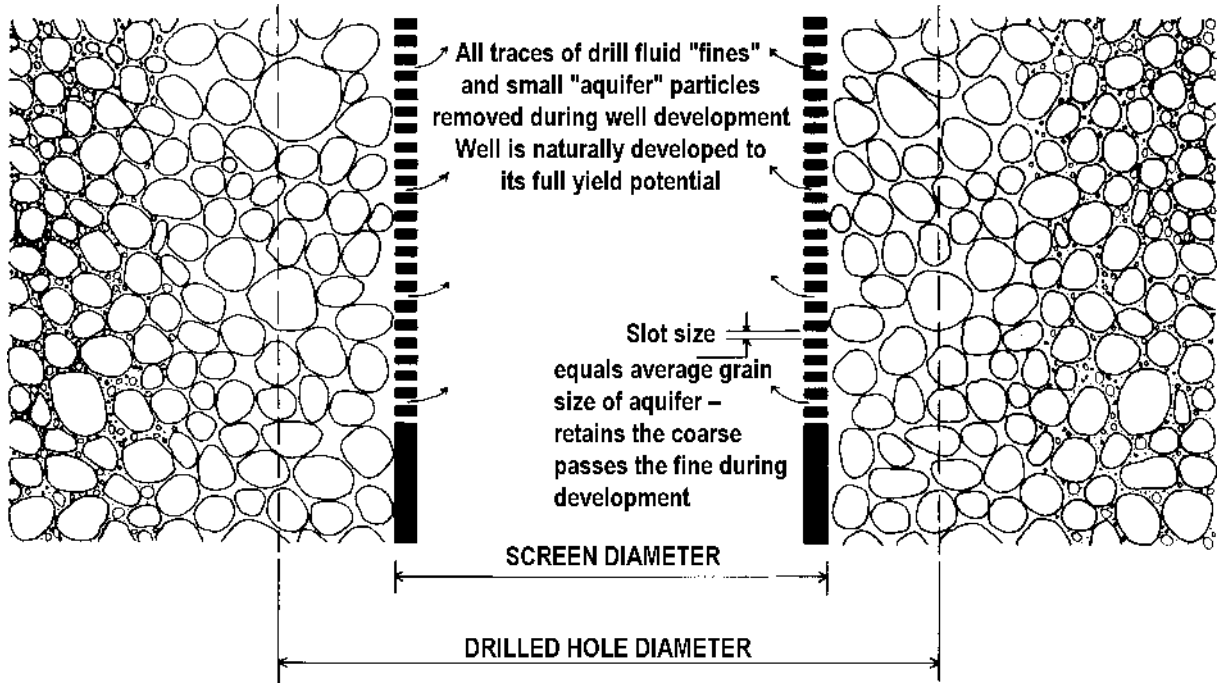 All traces of drill fluid "fines"
and small "aquifer" particles
removed during well development
Well is naturally developed to
its full yield potential
Slot size
equals average grain
size of aquifer –
retains the coarse
passes the fine during
development
SCREEN DIAMETER
DRILLED HOLE DIAMETER